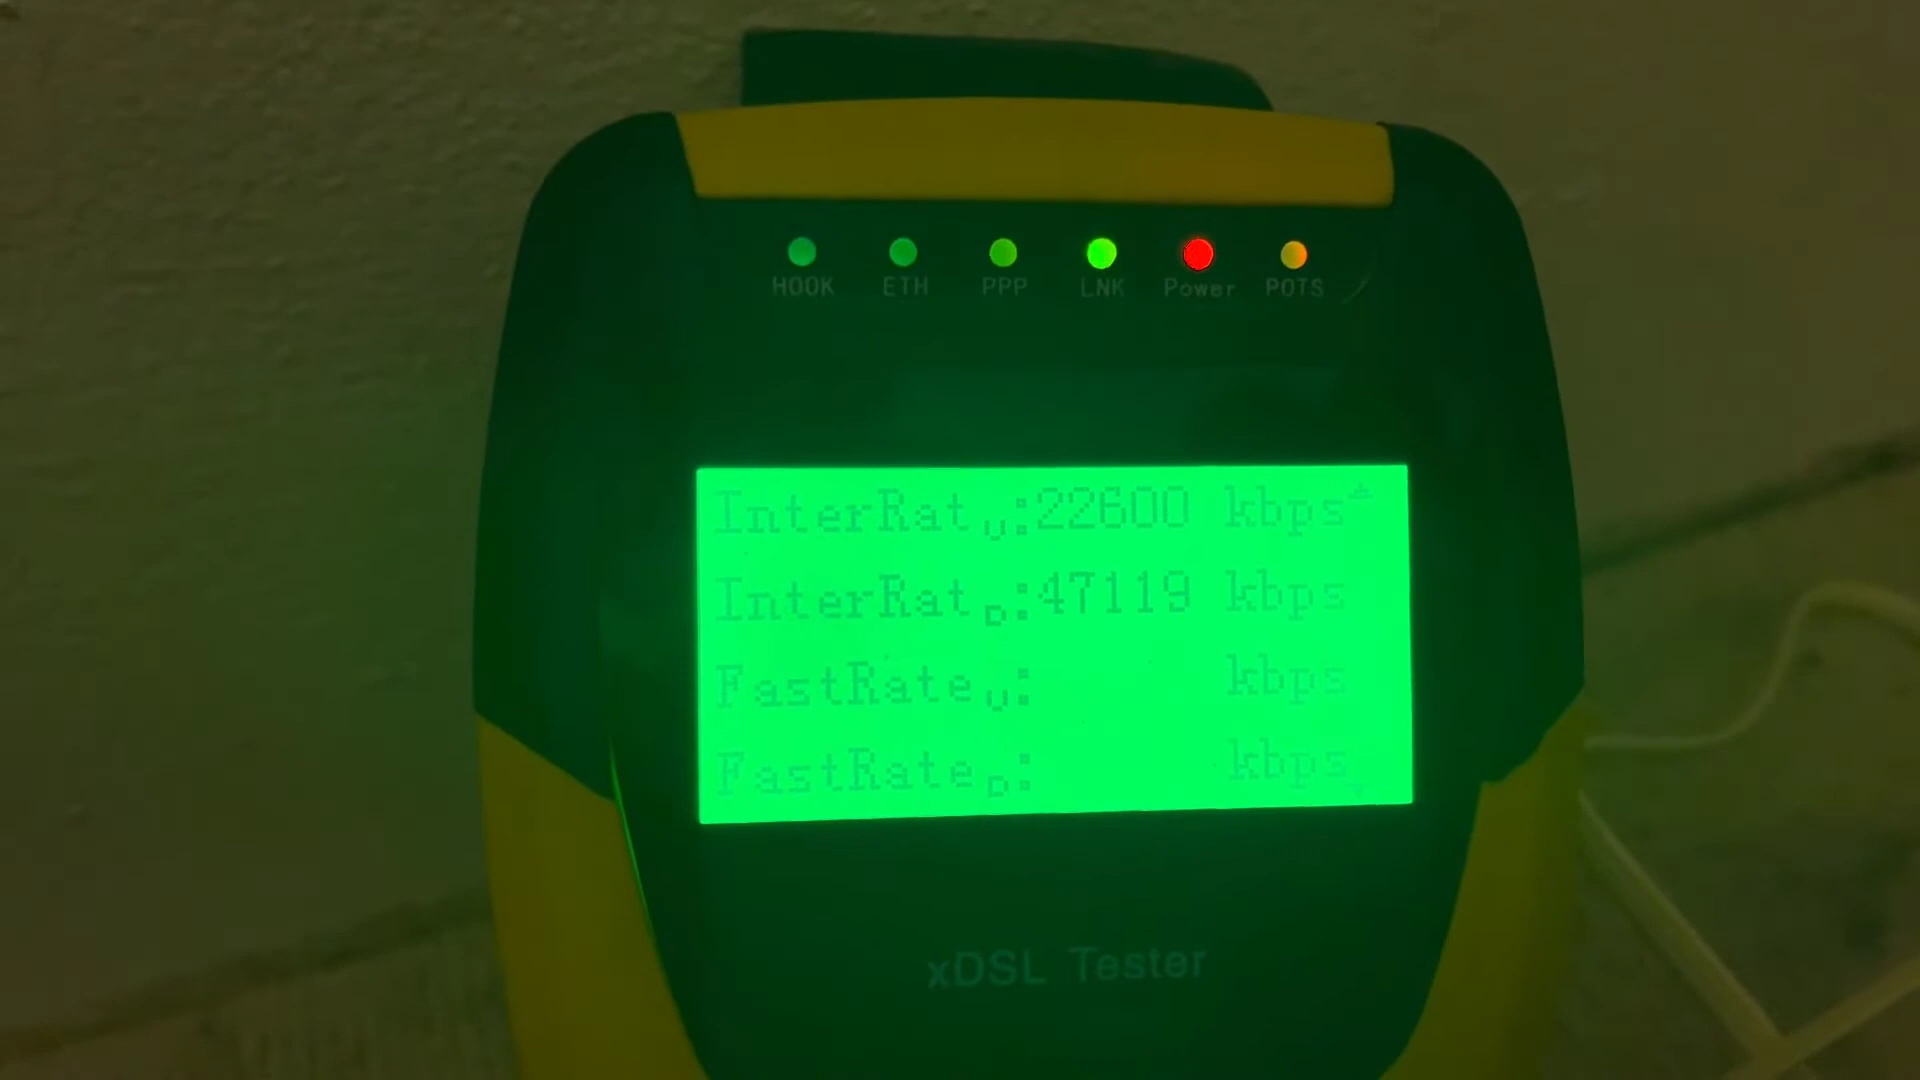 HOOK ETH PPP LNK Power POTS
InterRat U:22600 kbps
InterRat D:47119 kbps
FastRate U: kbps
FastRate D: kbps
xDSL Tester